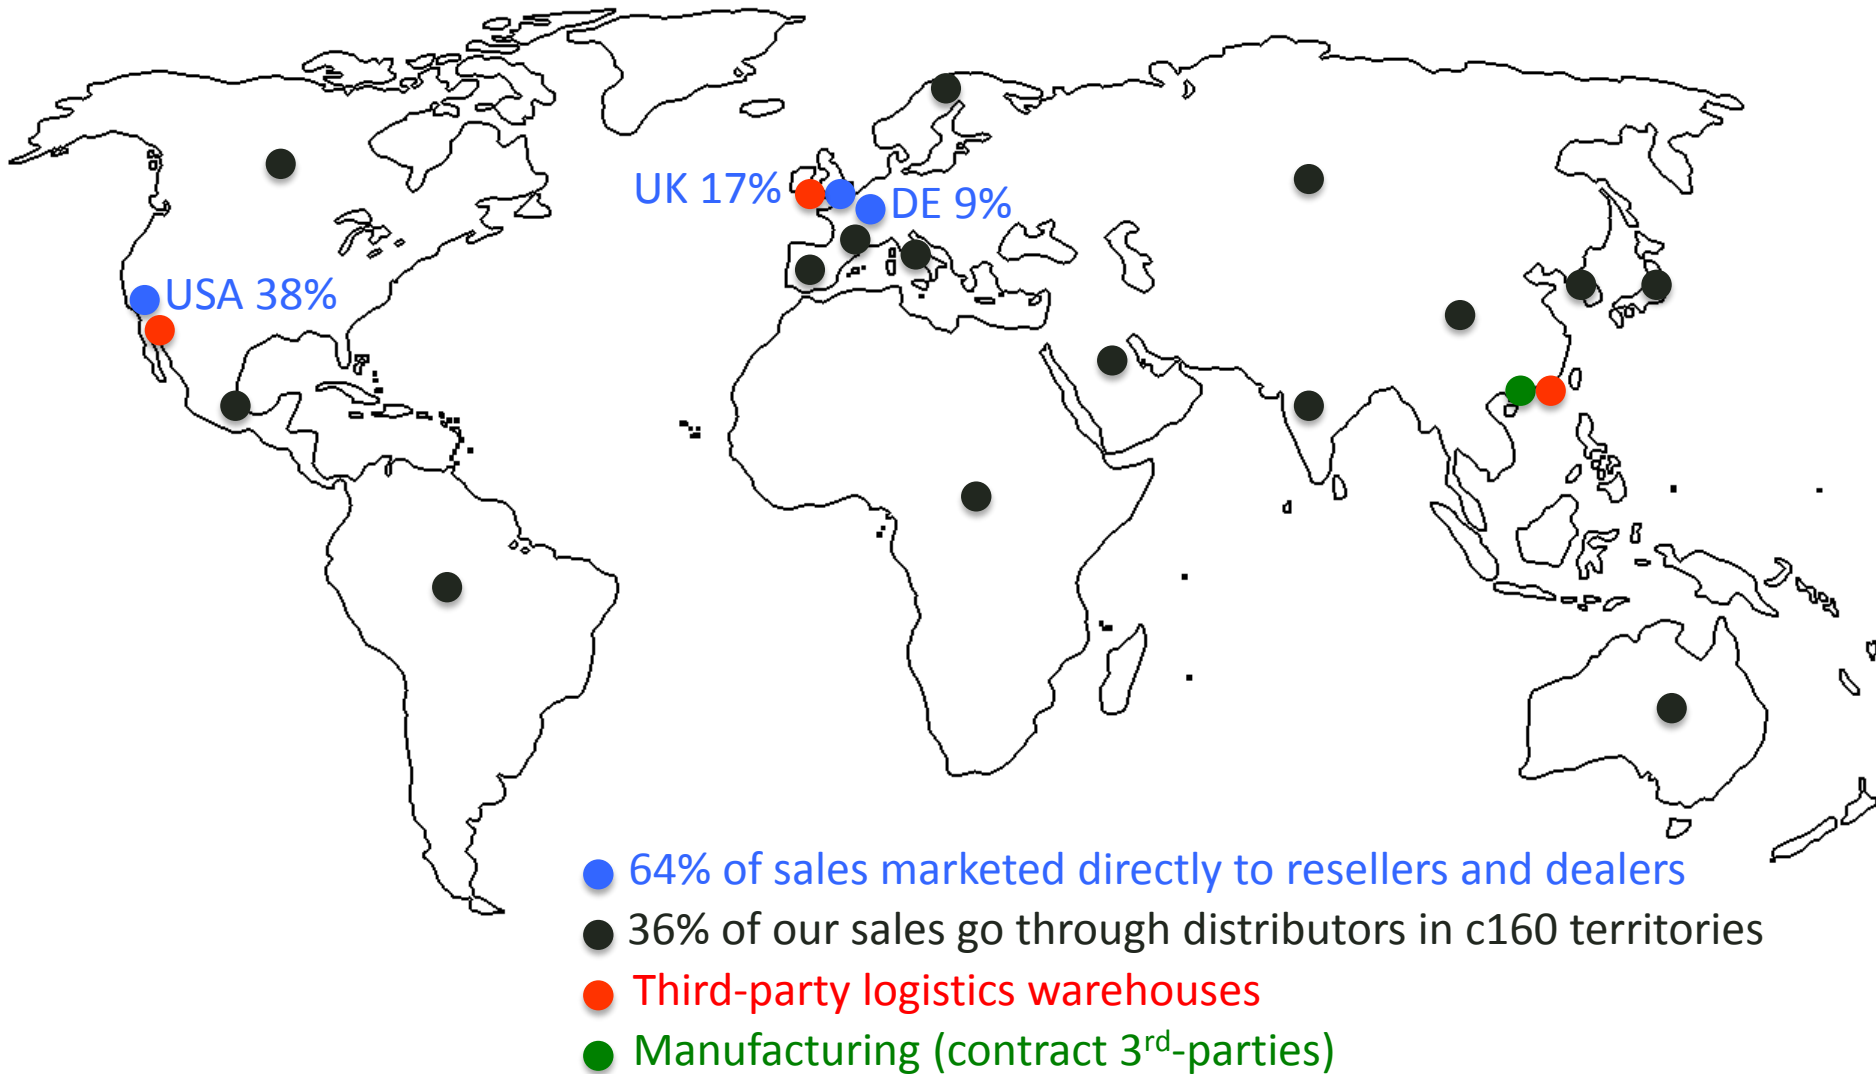 UK 17%
DE 9%
USA 38%
64% of sales marketed directly to resellers and dealers
36% of our sales go through distributors in c160 territories
Third-party logistics warehouses
Manufacturing (contract 3rd-parties)